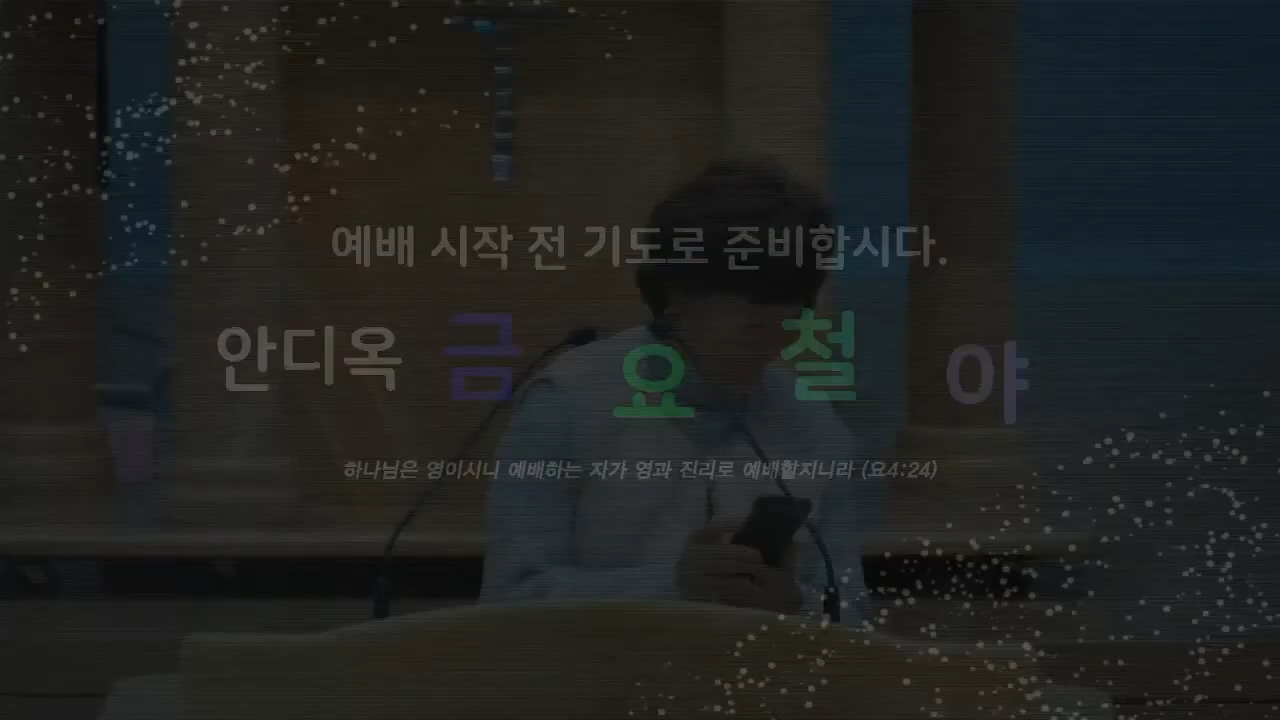 예배 시작 전 기도로 준비합시다.
안디옥 금요철야
하나님은 영이시니 예배하는 자가 영과 진리로 예배할지니라 (요4:24)